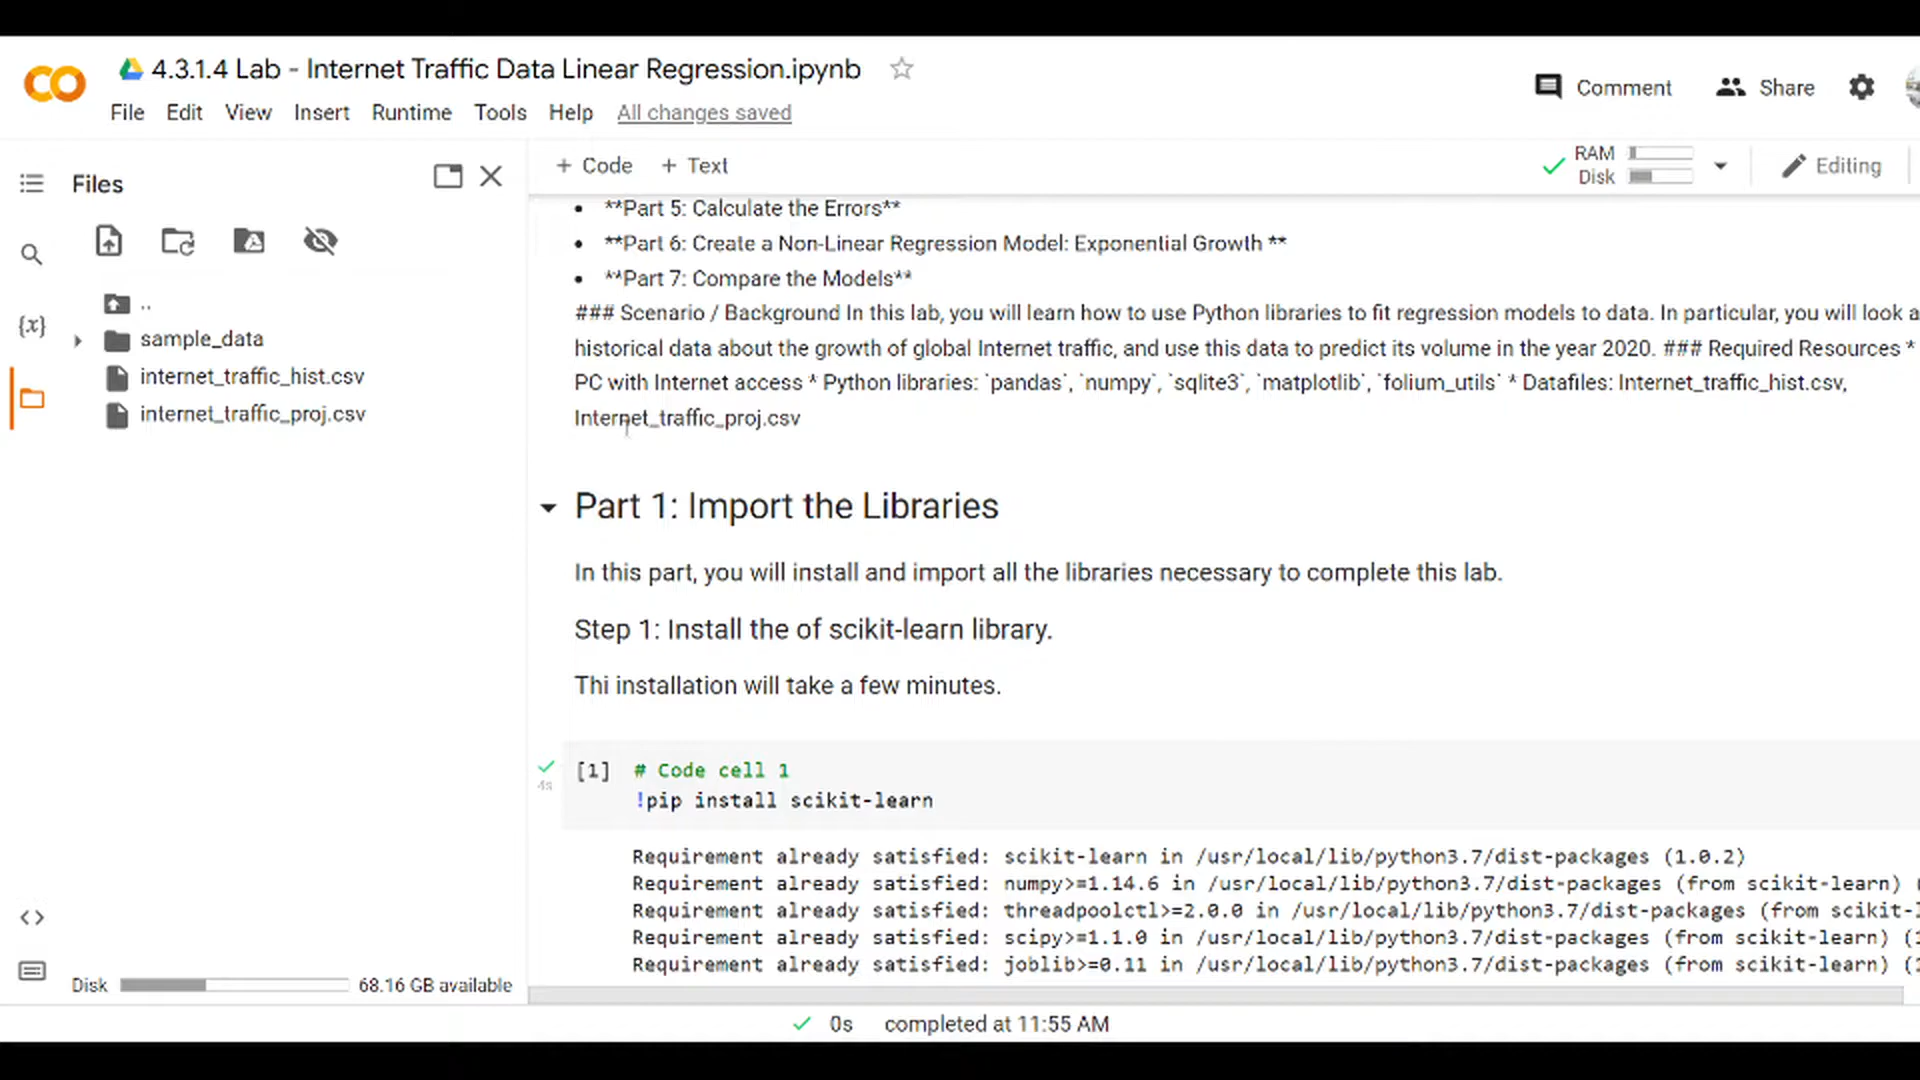 4.3.1.4 Lab - Internet Traffic Data Linear Regression.ipynb
File Edit View Insert Runtime Tools Help All changes saved
Comment Share
Files
+ Code + Text
RAM
Disk
Editing
..
sample_data
internet_traffic_hist.csv
internet_traffic_proj.csv
{x}
<>
Disk 68.16 GB available
• **Part 5: Calculate the Errors**
• **Part 6: Create a Non-Linear Regression Model: Exponential Growth **
• **Part 7: Compare the Models**
### Scenario / Background In this lab, you will learn how to use Python libraries to fit regression models to data. In particular, you will look a
historical data about the growth of global Internet traffic, and use this data to predict its volume in the year 2020. ### Required Resources *
PC with Internet access * Python libraries: `pandas`, `numpy`, `sqlite3`, `matplotlib`, `folium_utils` * Datafiles: Internet_traffic_hist.csv,
Internet_traffic_proj.csv
Part 1: Import the Libraries
In this part, you will install and import all the libraries necessary to complete this lab.
Step 1: Install the of scikit-learn library.
Thi installation will take a few minutes.
4s
[1] # Code cell 1
!pip install scikit-learn
Requirement already satisfied: scikit-learn in /usr/local/lib/python3.7/dist-packages (1.0.2)
Requirement already satisfied: numpy>=1.14.6 in /usr/local/lib/python3.7/dist-packages (from scikit-learn)
Requirement already satisfied: threadpoolctl>=2.0.0 in /usr/local/lib/python3.7/dist-packages (from scikit-
Requirement already satisfied: scipy>=1.1.0 in /usr/local/lib/python3.7/dist-packages (from scikit-learn) (
Requirement already satisfied: joblib>=0.11 in /usr/local/lib/python3.7/dist-packages (from scikit-learn) (
0s completed at 11:55 AM